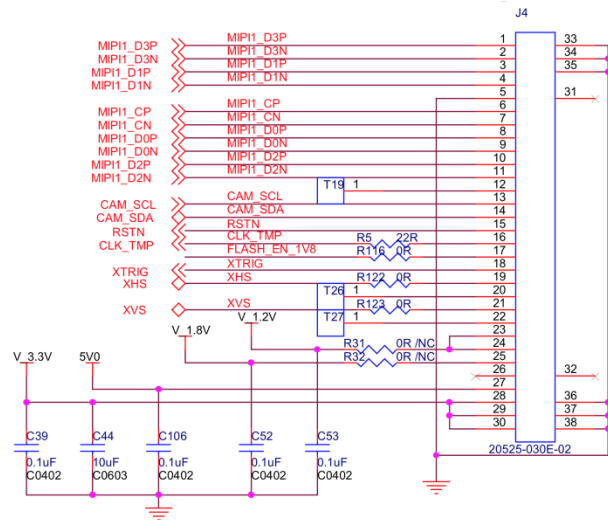 J4
MIPI1_D3P MIPI1_D3P 1 33
MIPI1_D3N MIPI1_D3N 2 34
MIPI1_D1P MIPI1_D1P 3 35
MIPI1_D1N MIPI1_D1N 4
5 31
MIPI1_CP MIPI1_CP 6
MIPI1_CN MIPI1_CN 7
MIPI1_D0P MIPI1_D0P 8
MIPI1_D0N MIPI1_D0N 9
MIPI1_D2P MIPI1_D2P 10
MIPI1_D2N MIPI1_D2N 11
T19 1 12
CAM_SCL CAM_SCL 13
CAM_SDA CAM_SDA 14
RSTN RSTN 15
CLK_TMP CLK_TMP R5 22R 16
FLASH_EN_1V8 R116 0R 17
XTRIG XTRIG 18
XHS XHS R122 0R 19
T26 1 20
XVS XVS R123 0R 21
T27 1 22
V_1.2V 23
V_1.8V R31 0R /NC 24
R32 0R /NC 25
V_3.3V 5V0 26 32
27
28 36
29 37
30 38
20525-030E-02
C39 C44 C106 C52 C53
0.1uF 10uF 0.1uF 0.1uF 0.1uF
C0402 C0603 C0402 C0402 C0402